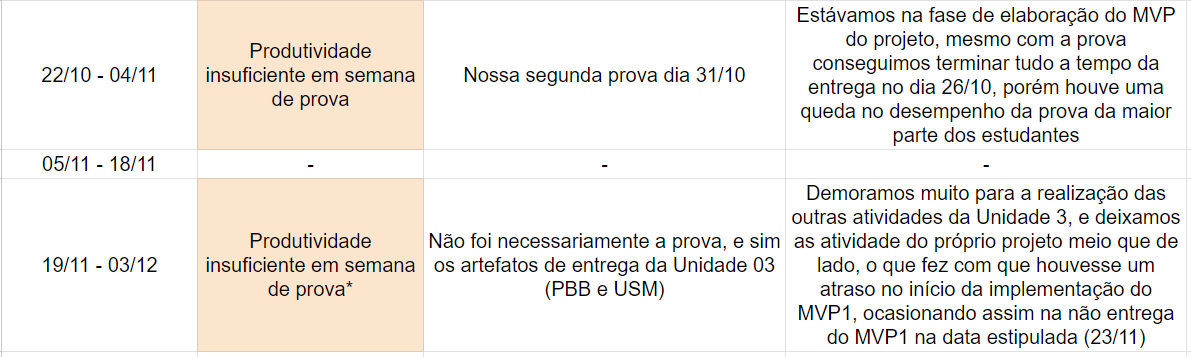 22/10 - 04/11
Produtividade
insuficiente em semana
de prova
Nossa segunda prova dia 31/10
Estávamos na fase de elaboração do MVP
do projeto, mesmo com a prova
conseguimos terminar tudo a tempo da
entrega no dia 26/10, porém houve uma
queda no desempenho da prova da maior
parte dos estudantes
05/11 - 18/11
-
-
-
19/11 - 03/12
Produtividade
insuficiente em semana
de prova*
Não foi necessariamente a prova, e sim
os artefatos de entrega da Unidade 03
(PBB e USM)
Demoramos muito para a realização das
outras atividades da Unidade 3, e deixamos
as atividade do próprio projeto meio que de
lado, o que fez com que houvesse um
atraso no início da implementação do
MVP1, ocasionando assim na não entrega
do MVP1 na data estipulada (23/11)